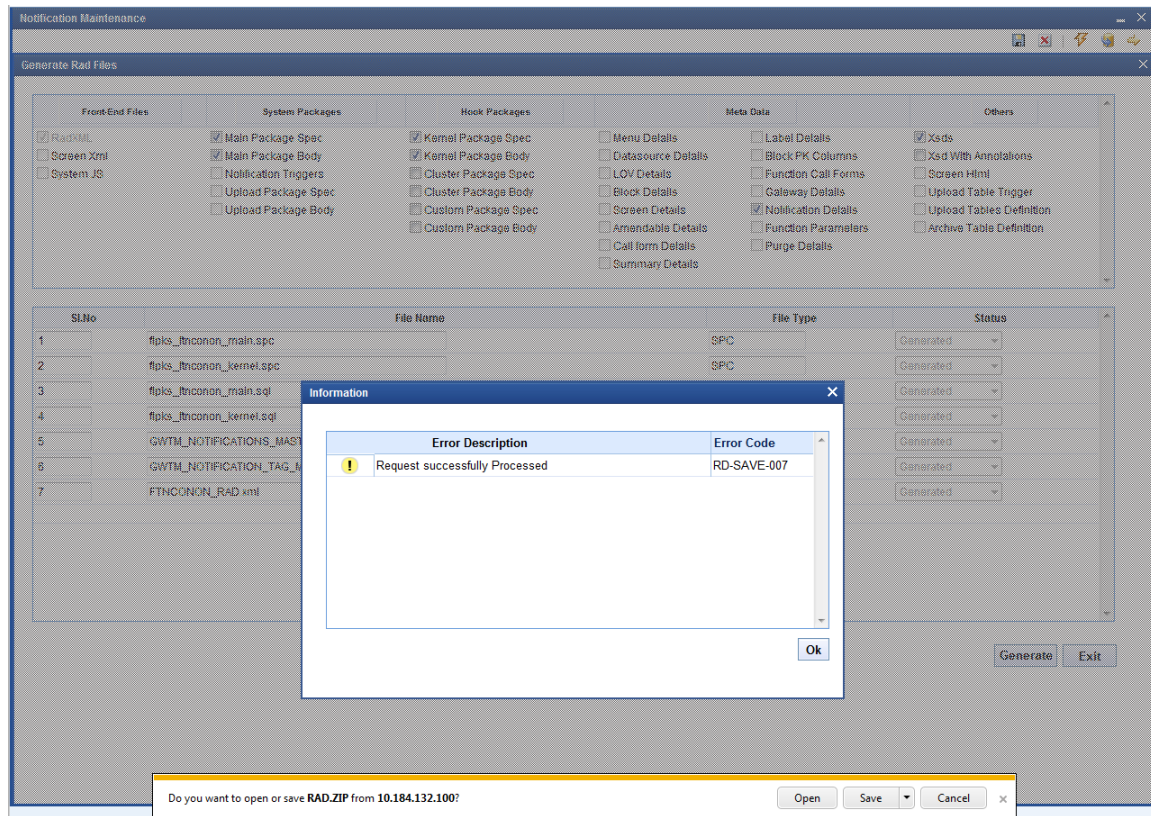 Notification Maintenance
Generate Rad Files
Front-End Files System Packages Hook Packages Meta Data Others
RadXML Main Package Spec Kernel Package Spec Menu Details Label Details Xsds
Screen Xml Main Package Body Kernel Package Body Datasource Details Block PK Columns Xsd With Annotations
System JS Notification Triggers Cluster Package Spec LOV Details Function Call Forms Screen Html
Upload Package Spec Cluster Package Body Block Details Gateway Details Upload Table Trigger
Upload Package Body Custom Package Spec Screen Details Notification Details Upload Tables Definition
Custom Package Body Amendable Details Function Parameters Archive Table Definition
Call form Details Purge Details
Summary Details
Sl.No File Name File Type Status
1 flpks_ftnconon_main.spc SPC Generated
2 flpks_ftnconon_kernel.spc SPC Generated
3 flpks_ftnconon_main.sql Generated
4 flpks_ftnconon_kernel.sql Generated
5 GWTM_NOTIFICATIONS_MAST Generated
6 GWTM_NOTIFICATION_TAG_M Generated
7 FTNCONON_RAD.xml Generated
Information
Error Description Error Code
Request successfully Processed RD-SAVE-007
Ok
Generate Exit
Do you want to open or save RAD.ZIP from 10.184.132.100? Open Save Cancel